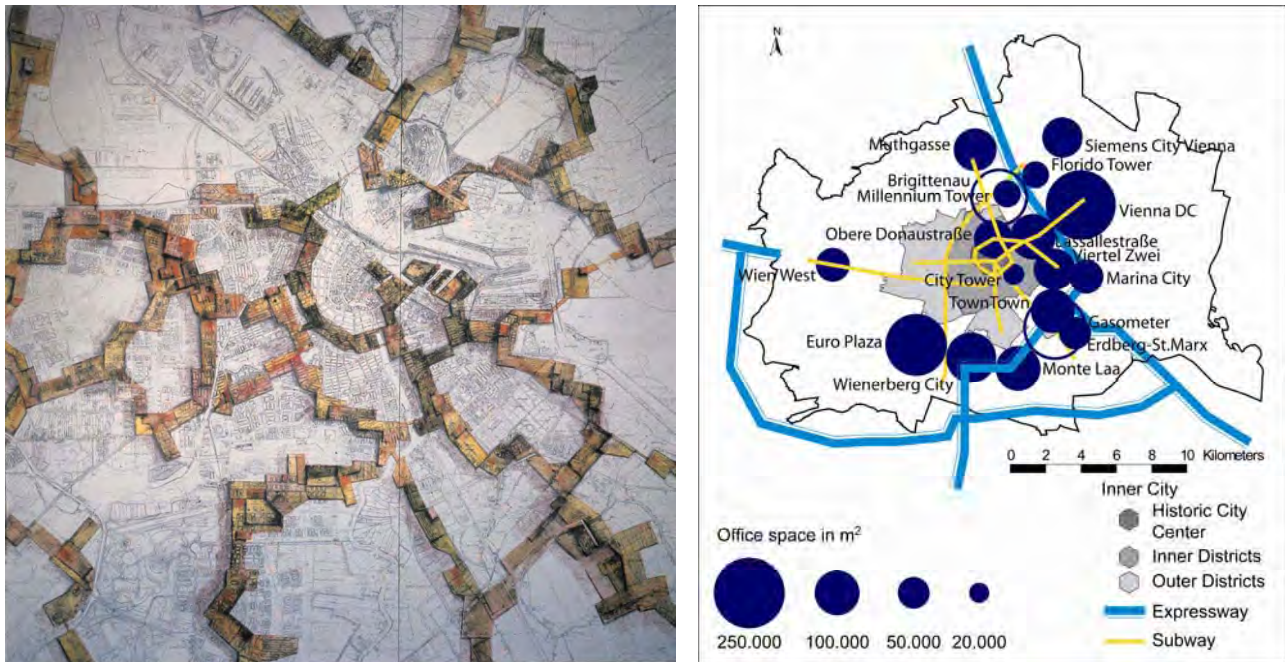 N
Muthgasse
Siemens City Vienna
Florido Tower
Brigittenau
Millennium Tower
Vienna DC
Obere Donaustraße
Lassallestraße
Viertel Zwei
Wien West
City Tower
Marina City
TownTown
Gasometer
Euro Plaza
Erdberg-St.Marx
Monte Laa
Wienerberg City
0 2 4 6 8 10 Kilometers
Inner City
Historic City
Center
Inner Districts
Outer Districts
Expressway
Subway
Office space in m²
250.000 100.000 50.000 20.000